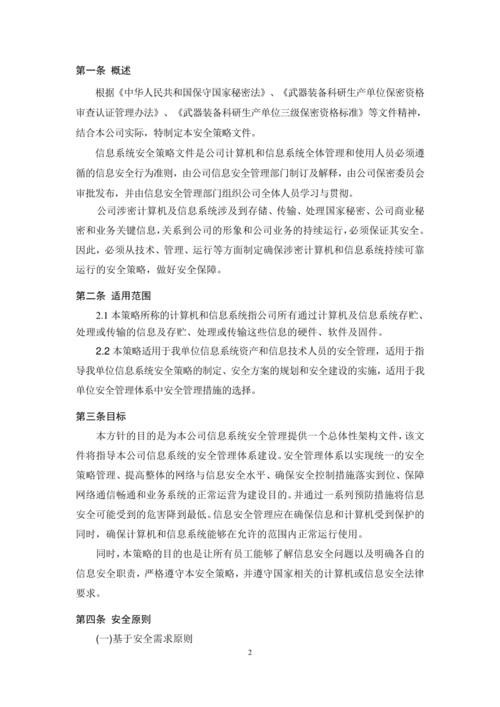 第一条 概述
根据《中华人民共和国保守国家秘密法》、《武器装备科研生产单位保密资格
审查认证管理办法》、《武器装备科研生产单位三级保密资格标准》等文件精神，
结合本公司实际，特制定本安全策略文件。
信息系统安全策略文件是公司计算机和信息系统全体管理和使用人员必须遵
循的信息安全行为准则，由公司信息安全管理部门制订及解释，由公司保密委员会
审批发布，并由信息安全管理部门组织公司全体人员学习与贯彻。
公司涉密计算机及信息系统涉及到存储、传输、处理国家秘密、公司商业秘
密和业务关键信息，关系到公司的形象和公司业务的持续运行，必须保证其安全。
因此，必须从技术、管理、运行等方面制定确保涉密计算机和信息系统持续可靠
运行的安全策略，做好安全保障。
第二条 适用范围
2.1 本策略所称的计算机和信息系统指公司所有通过计算机及信息系统存贮、
处理或传输的信息及存贮、处理或传输这些信息的硬件、软件及固件。
2.2 本策略适用于我单位信息系统资产和信息技术人员的安全管理，适用于指
导我单位信息系统安全策略的制定、安全方案的规划和安全建设的实施，适用于我
单位安全管理体系中安全管理措施的选择。
第三条目标
本方针的目的是为本公司信息系统安全管理提供一个总体性架构文件，该文
件将指导本公司信息系统的安全管理体系建设。安全管理体系以实现统一的安全
策略管理、提高整体的网络与信息安全水平、确保安全控制措施落实到位、保障
网络通信畅通和业务系统的正常运营为建设目的。并通过一系列预防措施将信息
安全可能受到的危害降到最低。信息安全管理应在确保信息和计算机受到保护的
同时，确保计算机和信息系统能够在允许的范围内正常运行使用。
同时，本策略的目的也是让所有员工能够了解信息安全问题以及明确各自的
信息安全职责，严格遵守本安全策略，并遵守国家相关的计算机或信息安全法律
要求。
第四条 安全原则
(一)基于安全需求原则
2